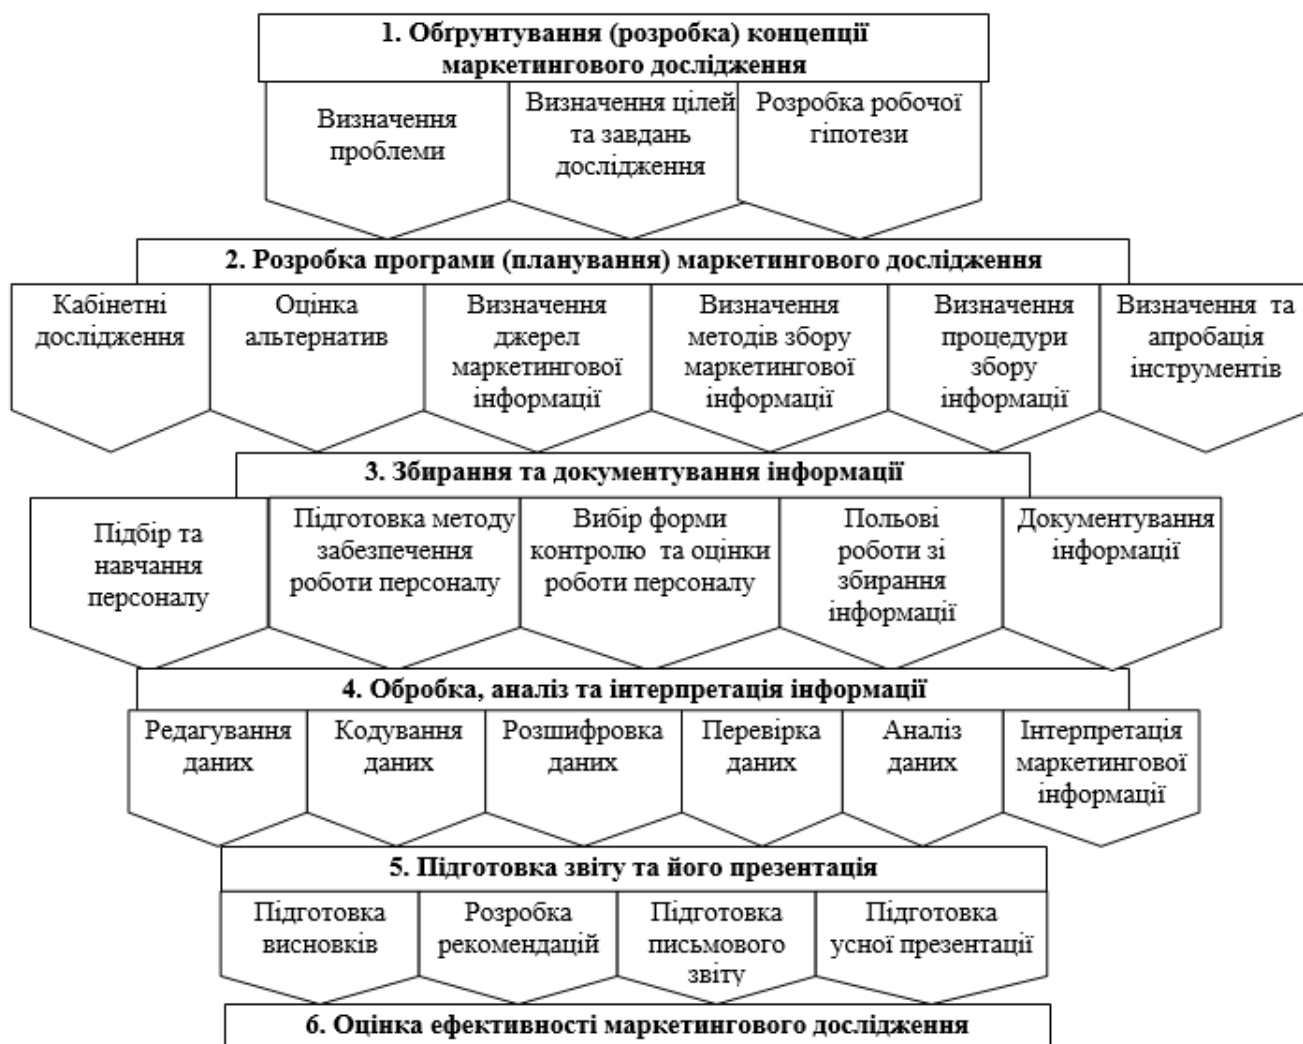 1. Обґрунтування (розробка) концепції
маркетингового дослідження
Визначення
проблеми
Визначення цілей
та завдань
дослідження
Розробка робочої
гіпотези
2. Розробка програми (планування) маркетингового дослідження
Кабінетні
дослідження
Оцінка
альтернатив
Визначення
джерел
маркетингової
інформації
Визначення
методів збору
маркетингової
інформації
Визначення
процедури
збору
інформації
Визначення та
апробація
інструментів
3. Збирання та документування інформації
Підбір та
навчання
персоналу
Підготовка методу
забезпечення
роботи персоналу
Вибір форми
контролю та оцінки
роботи персоналу
Польові
роботи зі
збирання
інформації
Документування
інформації
4. Обробка, аналіз та інтерпретація інформації
Редагування
даних
Кодування
даних
Розшифровка
даних
Перевірка
даних
Аналіз
даних
Інтерпретація
маркетингової
інформації
5. Підготовка звіту та його презентація
Підготовка
висновків
Розробка
рекомендацій
Підготовка
письмового
звіту
Підготовка
усної презентації
6. Оцінка ефективності маркетингового дослідження